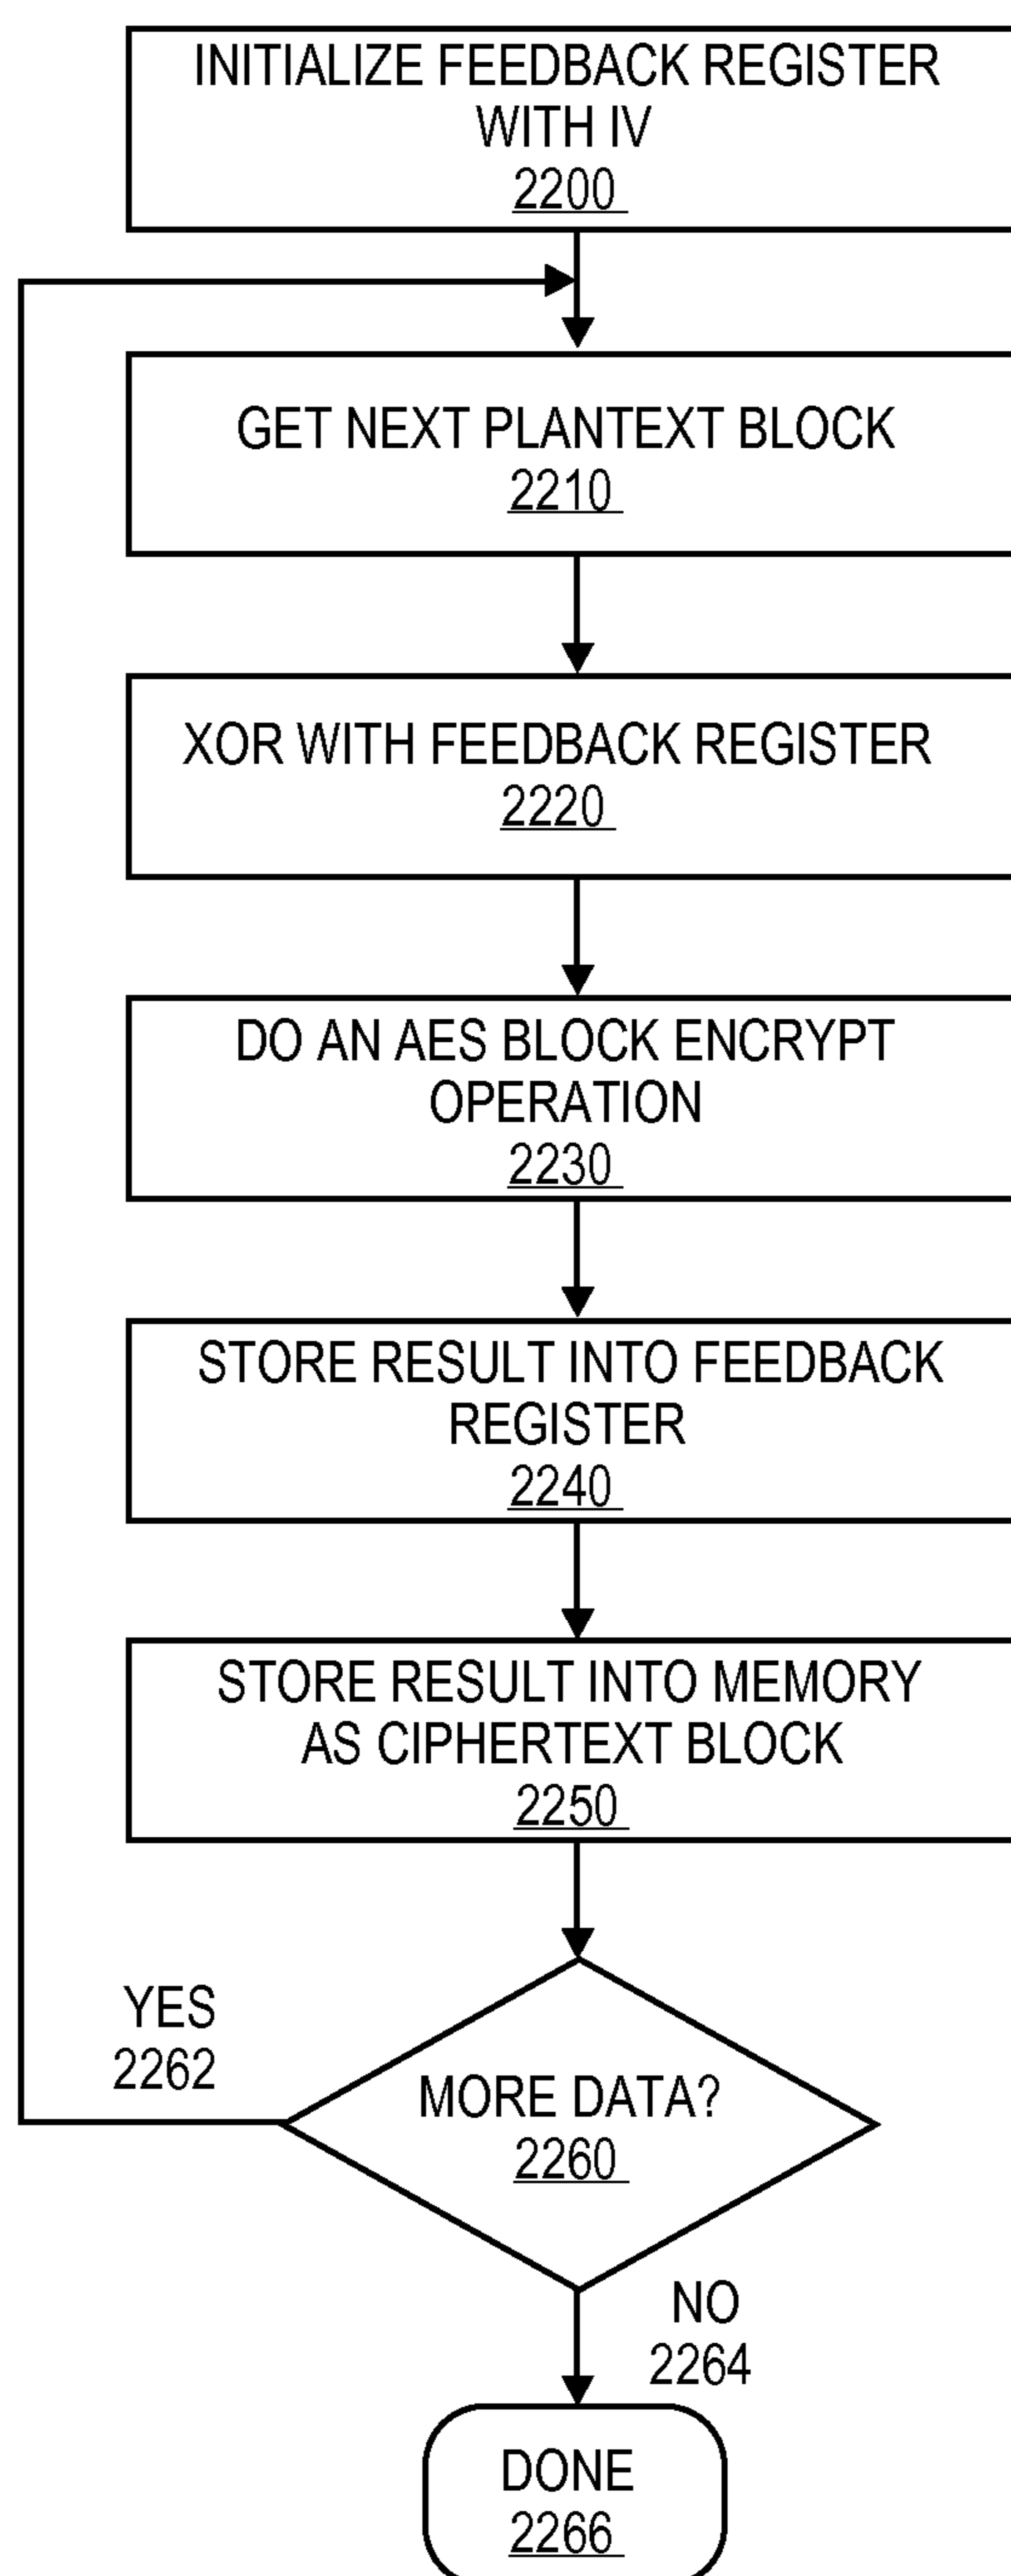 INITIALIZE FEEDBACK REGISTER
WITH IV
2200
GET NEXT PLANTEXT BLOCK
2210
XOR WITH FEEDBACK REGISTER
2220
DO AN AES BLOCK ENCRYPT
OPERATION
2230
STORE RESULT INTO FEEDBACK
REGISTER
2240
STORE RESULT INTO MEMORY
AS CIPHERTEXT BLOCK
2250
YES
2262
MORE DATA?
2260
NO
2264
DONE
2266